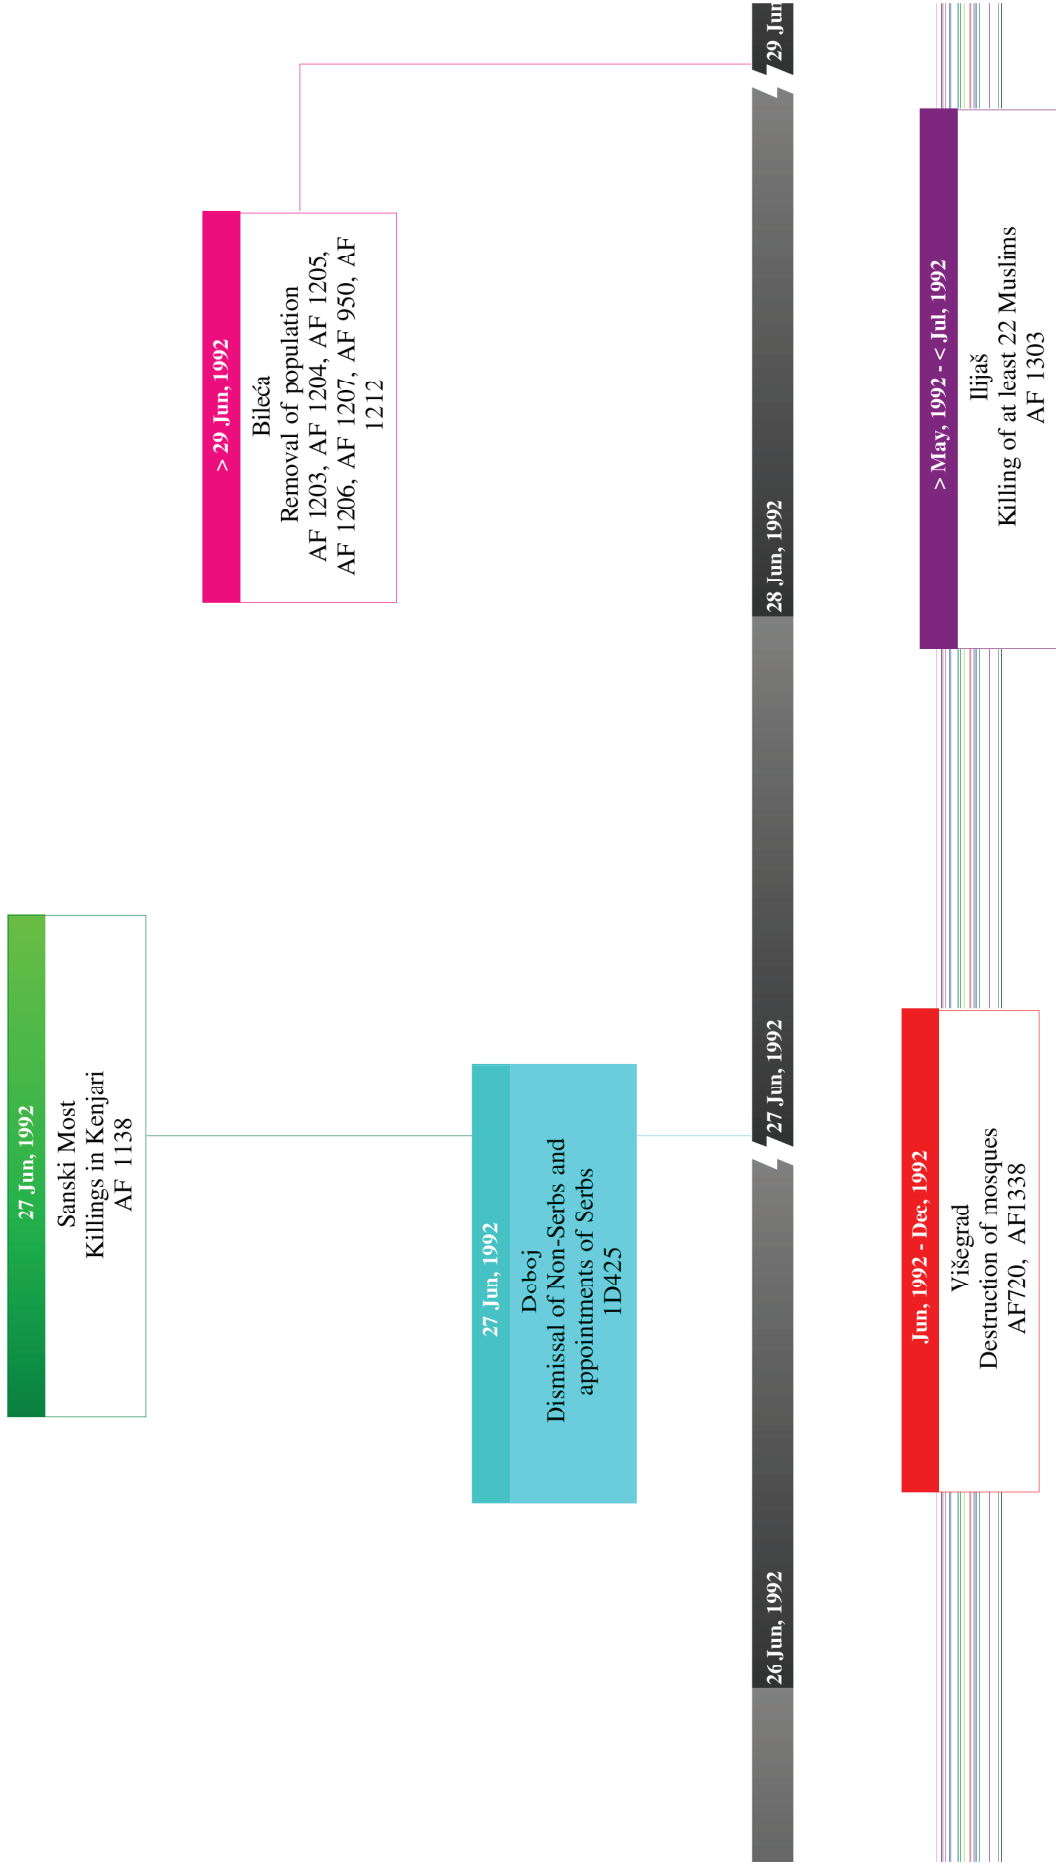 27 Jun, 1992
Sanski Most
Killings in Kenjari
AF 1138
> 29 Jun, 1992
Bileća
Removal of population
AF 1203, AF 1204, AF 1205,
AF 1206, AF 1207, AF 950, AF
1212
27 Jun, 1992
Doboj
Dismissal of Non-Serbs and
appointments of Serbs
1D425
26 Jun, 1992
27 Jun, 1992
28 Jun, 1992
29 Jun
Jun, 1992 - Dec, 1992
Višegrad
Destruction of mosques
AF720, AF1338
> May, 1992 - < Jul, 1992
Ilijaš
Killing of at least 22 Muslims
AF 1303